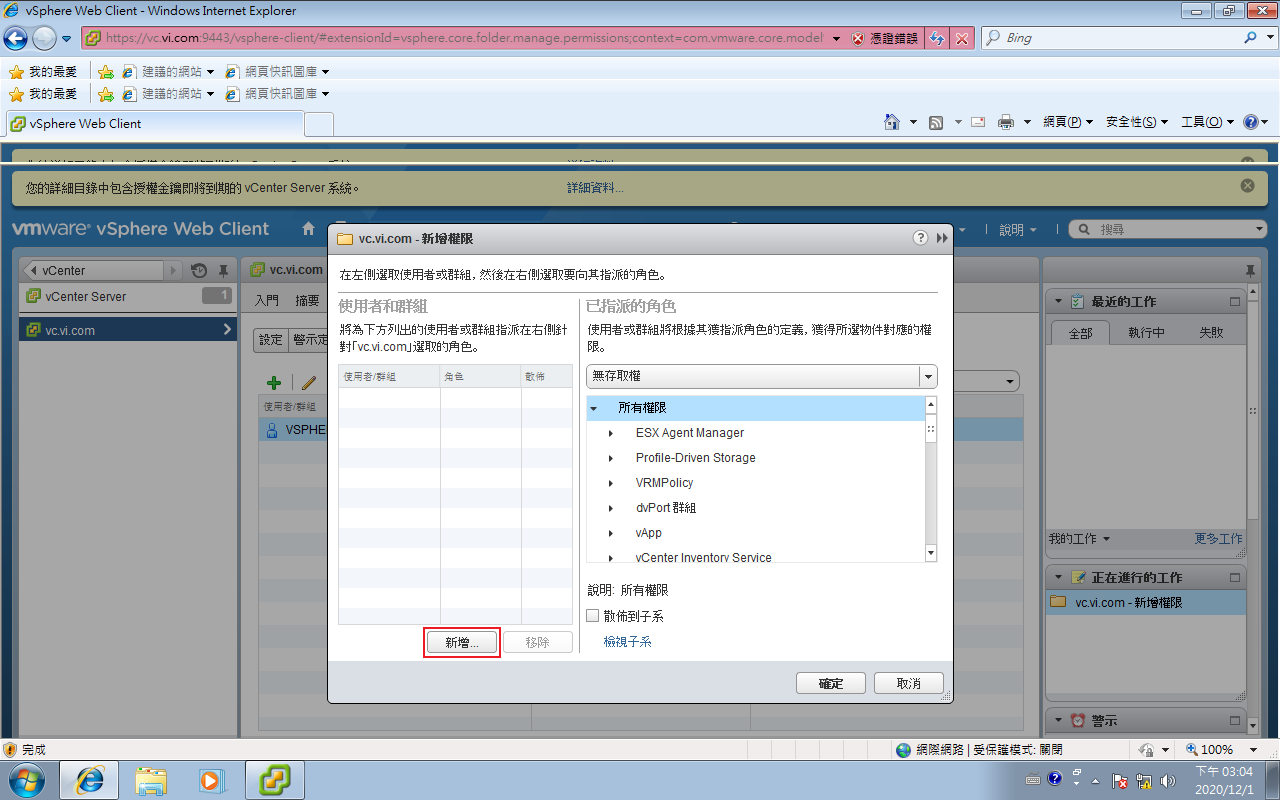 vSphere Web Client - Windows Internet Explorer
https://vc.vi.com:9443/vsphere-client/#extensionId=vsphere.core.folder.manage.permissions;context=com.vmware.core.model
憑證錯誤
Bing
我的最愛
建議的網站
網頁快訊圖庫
我的最愛
建議的網站
網頁快訊圖庫
vSphere Web Client
網頁(P)
安全性(S)
工具(O)
您的詳細目錄中包含授權金鑰即將到期的 vCenter Server 系統。
詳細資料...
vmware® vSphere Web Client
說明
搜尋
vCenter
vCenter Server
1
vc.vi.com
vc.vi.com
入門
摘要
設定
警示定
使用者/群組
VSPHE
vc.vi.com - 新增權限
在左側選取使用者或群組, 然後在右側選取要向其指派的角色。
使用者和群組
將為下方列出的使用者或群組指派在右側針
對「vc.vi.com」選取的角色。
使用者/群組
角色
散佈
新增...
移除
已指派的角色
使用者或群組將根據其獲指派角色的定義, 獲得所選物件對應的權
限。
無存取權
所有權限
ESX Agent Manager
Profile-Driven Storage
VRMPolicy
dvPort 群組
vApp
vCenter Inventory Service
說明: 所有權限
散佈到子系
檢視子系
確定
取消
最近的工作
全部
執行中
失敗
我的工作
更多工作
正在進行的工作
vc.vi.com - 新增權限
警示
完成
網際網路 | 受保護模式: 關閉
100%
下午 03:04
2020/12/1